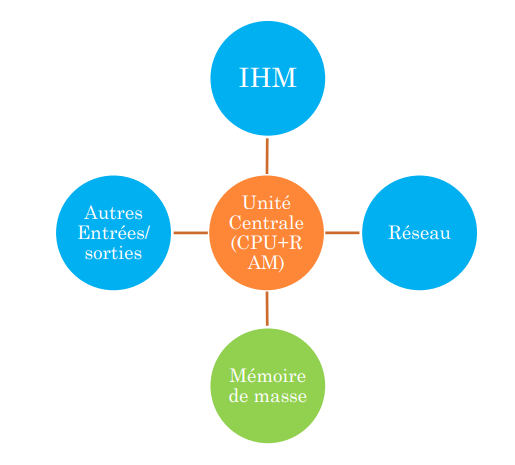 IHM
Autres
Entrées/
sorties
Unité
Centrale
(CPU+R
AM)
Réseau
Mémoire
de masse